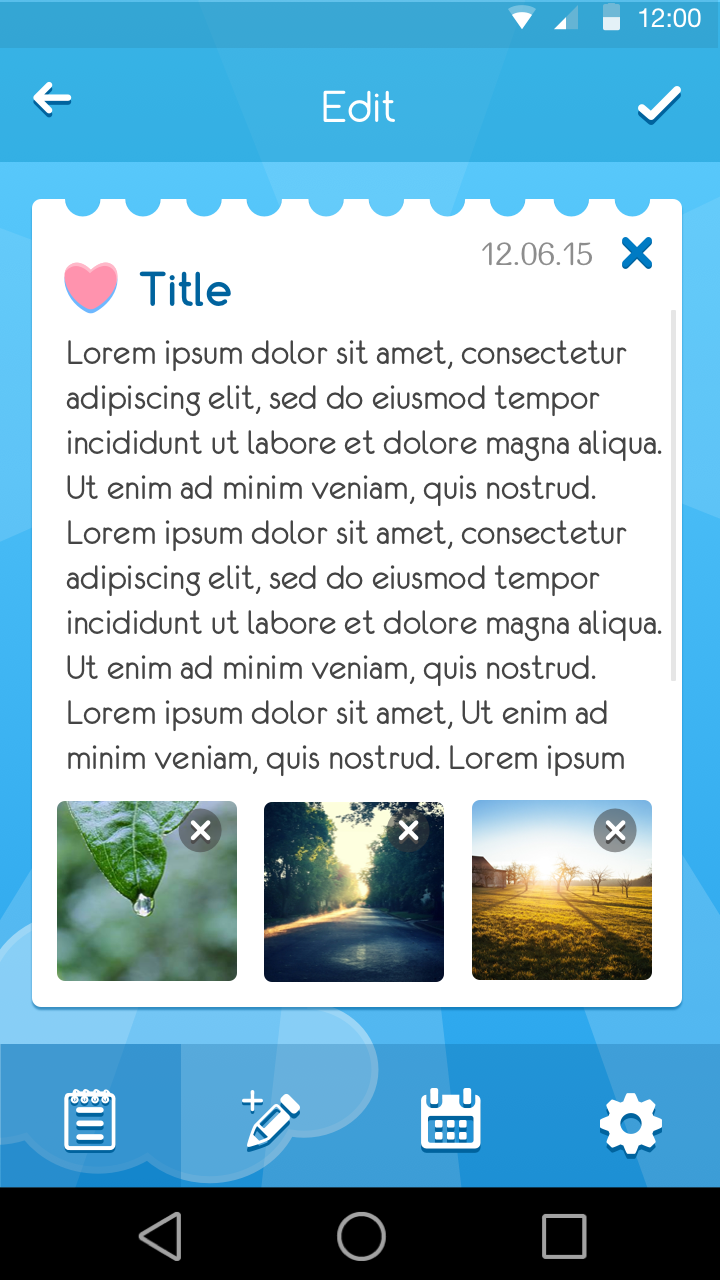 12:00
Edit
12.06.15
Title
Lorem ipsum dolor sit amet, consectetur
adipiscing elit, sed do eiusmod tempor
incididunt ut labore et dolore magna aliqua.
Ut enim ad minim veniam, quis nostrud.
Lorem ipsum dolor sit amet, consectetur
adipiscing elit, sed do eiusmod tempor
incididunt ut labore et dolore magna aliqua.
Ut enim ad minim veniam, quis nostrud.
Lorem ipsum dolor sit amet, Ut enim ad
minim veniam, quis nostrud. Lorem ipsum